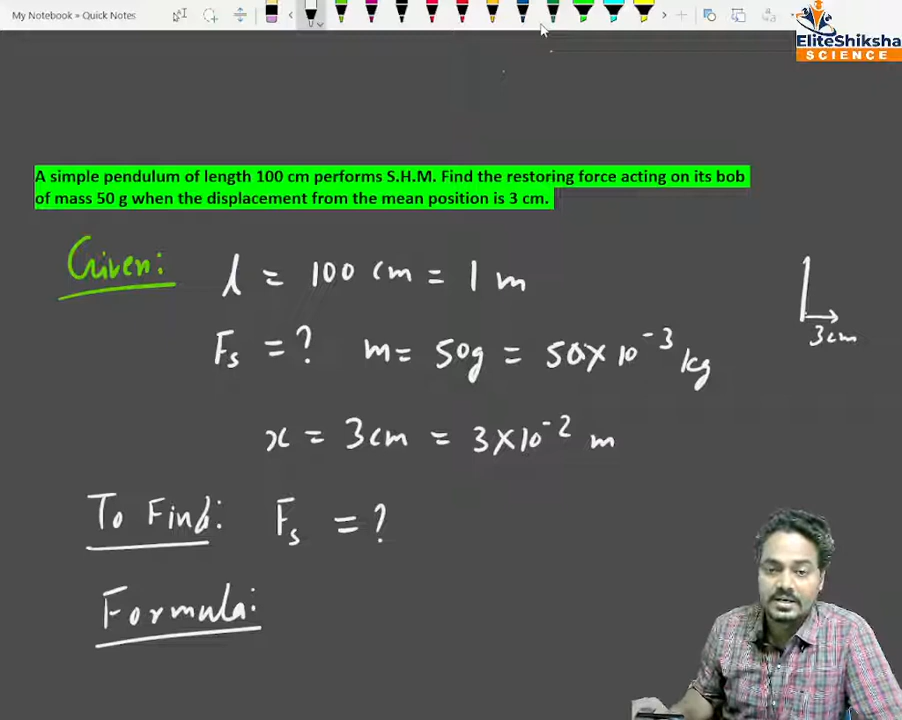 My Notebook » Quick Notes
EliteShiksha
SCIENCE
A simple pendulum of length 100 cm performs S.H.M. Find the restoring force acting on its bob
of mass 50 g when the displacement from the mean position is 3 cm.
Given: l = 100 cm = 1 m
Fs = ? m = 50g = 50×10⁻³ kg
3cm
x = 3cm = 3×10⁻² m
To Find: Fs = ?
Formula: